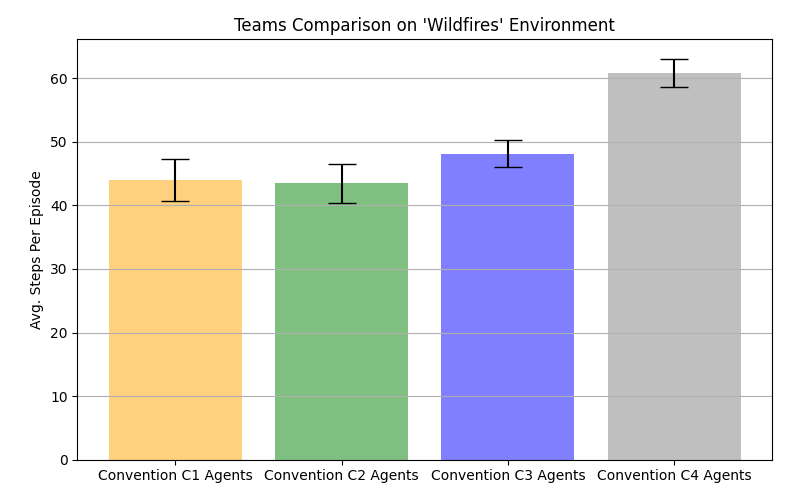 Teams Comparison on 'Wildfires' Environment
Avg. Steps Per Episode
60
50
40
30
20
10
0
Convention C1 Agents Convention C2 Agents Convention C3 Agents Convention C4 Agents